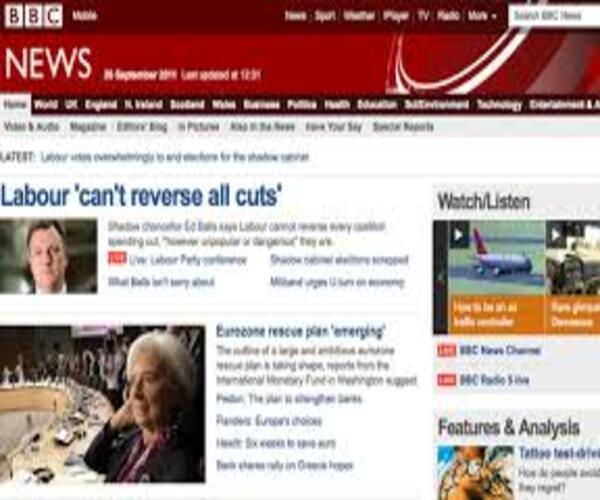 BBC Mobile
News Sport Weather iPlayer TV Radio More
Search BBC News
NEWS
26 September 2011 Last updated at 12:31
Home World UK England N. Ireland Scotland Wales Business Politics Health Education Sci/Environment Technology Entertainment & A
Video & Audio Magazine Editors' Blog In Pictures Also in the News Have Your Say Special Reports
LATEST: Labour votes overwhelmingly to end elections for the shadow cabinet
Labour 'can't reverse all cuts'
Shadow chancellor Ed Balls says Labour cannot reverse every coalition
spending cut, "however unpopular or dangerous" they are.
LIVE Live: Labour Party conference
Shadow cabinet elections scrapped
What Balls isn't sorry about
Miliband urges U turn on economy
Watch/Listen
How to be an air
traffic controller
Rare glimpse
Damascus
LIVE BBC News Channel
LIVE BBC Radio 5 live
Eurozone rescue plan 'emerging'
The outline of a large and ambitious eurozone
rescue plan is taking shape, reports from the
International Monetary Fund in Washington suggest
Peston: The plan to strengthen banks
Flanders: Europe's choices
Hewitt: Six weeks to save euro
Bank shares rally on Greece hopes
Features & Analysis
Tattoo test-drive
How do people avoid
they regret?